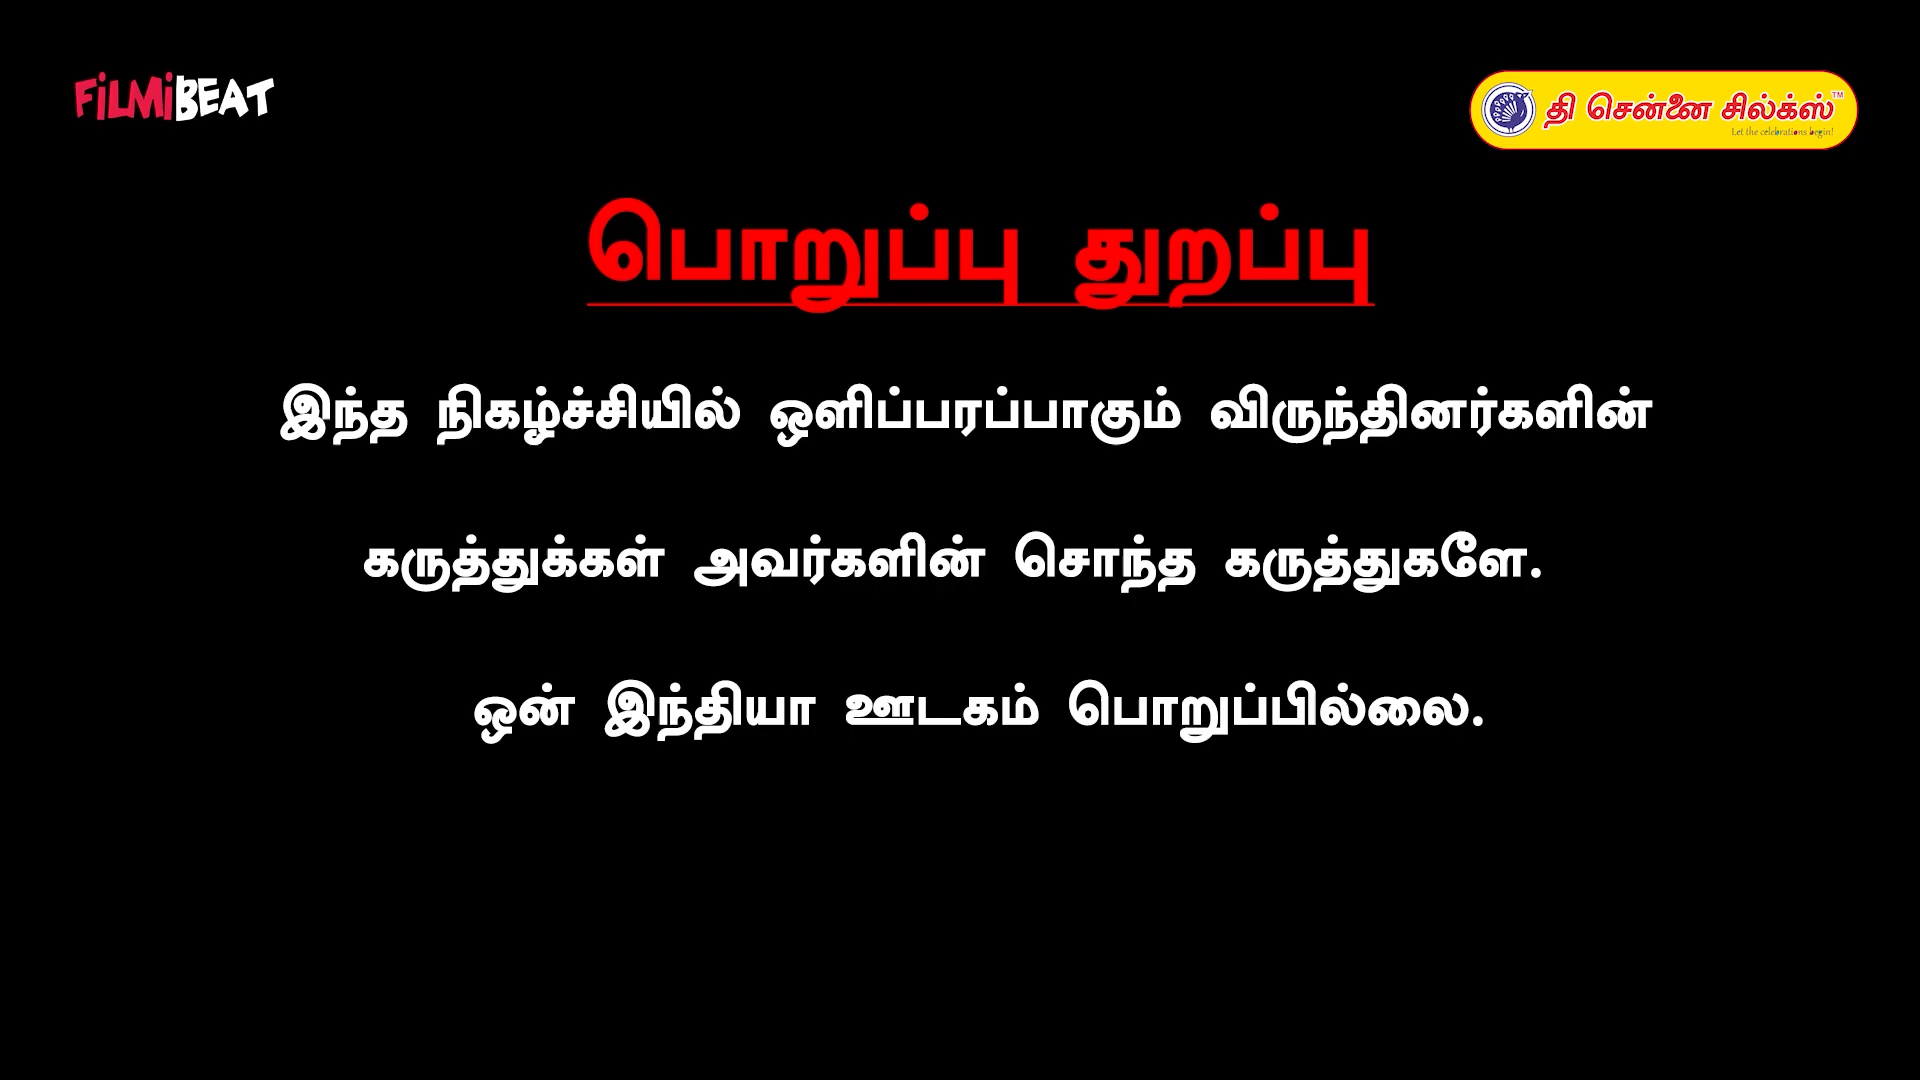 FiLMiBEAT
தி சென்னை சில்க்ஸ் TM
Let the celebrations begin!
பொறுப்பு துறப்பு
இந்த நிகழ்ச்சியில் ஒளிப்பரப்பாகும் விருந்தினர்களின்
கருத்துக்கள் அவர்களின் சொந்த கருத்துகளே.
ஒன் இந்தியா ஊடகம் பொறுப்பில்லை.